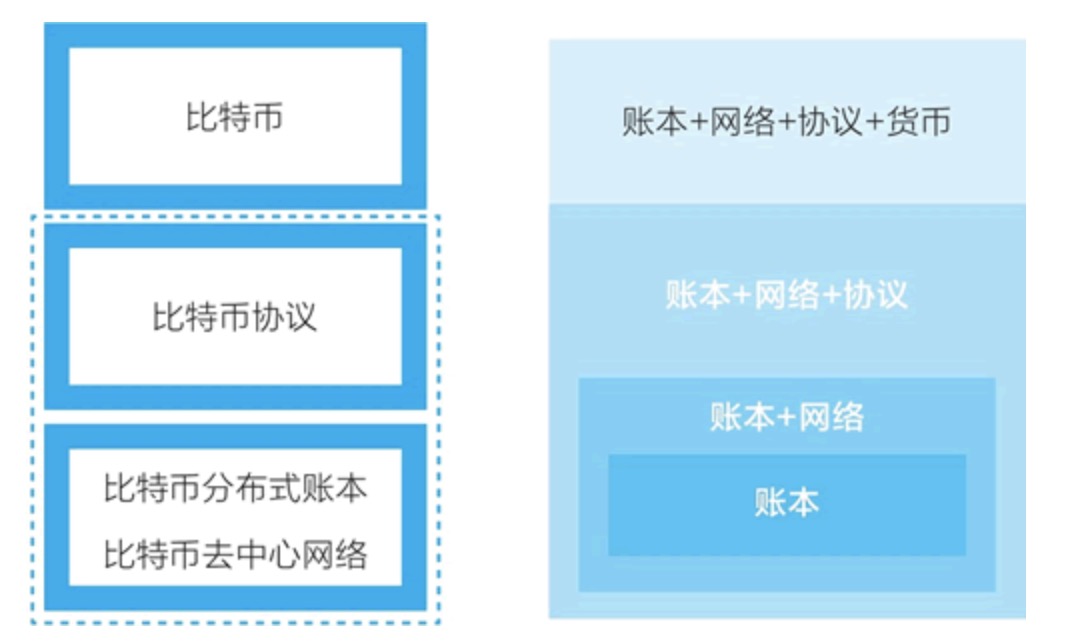 比特币
比特币协议
比特币分布式账本
比特币去中心网络
账本+网络+协议+货币
账本+网络+协议
账本+网络
账本